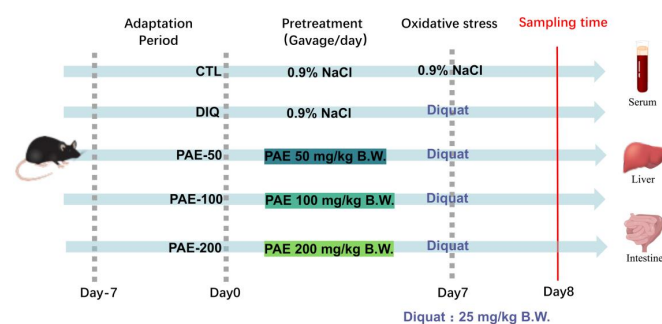 Adaptation Period
Pretreatment (Gavage/day)
Oxidative stress
Sampling time
CTL 0.9% NaCl 0.9% NaCl
Serum
DIQ 0.9% NaCl Diquat
PAE-50 PAE 50 mg/kg B.W. Diquat
Liver
PAE-100 PAE 100 mg/kg B.W. Diquat
PAE-200 PAE 200 mg/kg B.W. Diquat
Intestine
Day-7 Day0 Day7 Day8
Diquat : 25 mg/kg B.W.